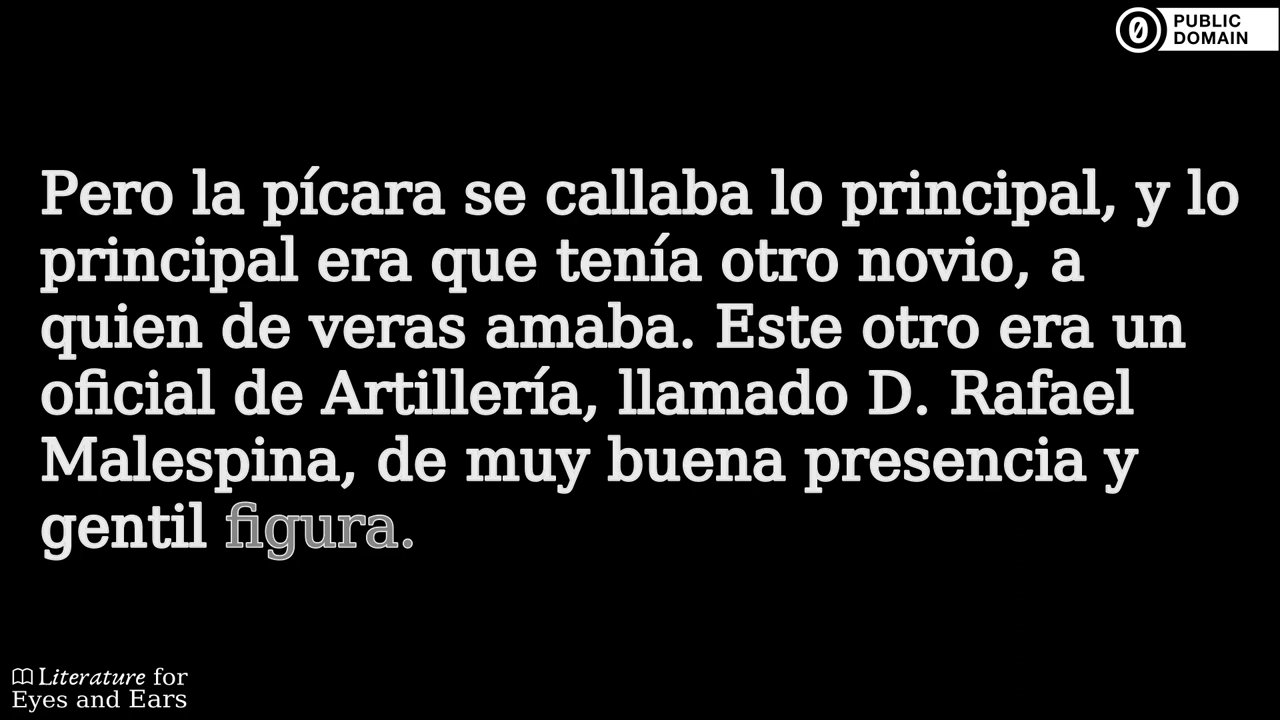 PUBLIC
DOMAIN
Pero la pícara se callaba lo principal, y lo
principal era que tenía otro novio, a
quien de veras amaba. Este otro era un
oficial de Artillería, llamado D. Rafael
Malespina, de muy buena presencia y
gentil figura.
Literature for
Eyes and Ears